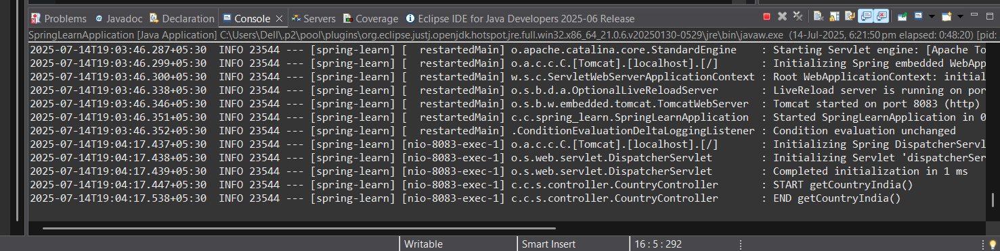 Problems @ Javadoc Declaration Console Servers Coverage Eclipse IDE for Java Developers 2025-06 Release
SpringLearnApplication [Java Application] C:\Users\Dell\.p2\pool\plugins\org.eclipse.justj.openjdk.hotspot.jre.full.win32.x86_64_21.0.6.v20250130-0529\jre\bin\javaw.exe (14-Jul-2025, 6:21:50 pm elapsed: 0:48:20) [pid:
2025-07-14T19:03:46.287+05:30 INFO 23544 --- [spring-learn] [ restartedMain] o.apache.catalina.core.StandardEngine : Starting Servlet engine: [Apache To
2025-07-14T19:03:46.299+05:30 INFO 23544 --- [spring-learn] [ restartedMain] o.a.c.c.C.[Tomcat].[localhost].[/] : Initializing Spring embedded WebApp
2025-07-14T19:03:46.300+05:30 INFO 23544 --- [spring-learn] [ restartedMain] w.s.c.ServletWebServerApplicationContext : Root WebApplicationContext: initial
2025-07-14T19:03:46.338+05:30 INFO 23544 --- [spring-learn] [ restartedMain] o.s.b.d.a.OptionalLiveReloadServer : LiveReload server is running on por
2025-07-14T19:03:46.346+05:30 INFO 23544 --- [spring-learn] [ restartedMain] o.s.b.w.embedded.tomcat.TomcatWebServer : Tomcat started on port 8083 (http)
2025-07-14T19:03:46.351+05:30 INFO 23544 --- [spring-learn] [ restartedMain] c.c.spring_learn.SpringLearnApplication : Started SpringLearnApplication in 0
2025-07-14T19:03:46.352+05:30 INFO 23544 --- [spring-learn] [ restartedMain] .ConditionEvaluationDeltaLoggingListener : Condition evaluation unchanged
2025-07-14T19:04:17.437+05:30 INFO 23544 --- [spring-learn] [nio-8083-exec-1] o.a.c.c.C.[Tomcat].[localhost].[/] : Initializing Spring DispatcherServl
2025-07-14T19:04:17.438+05:30 INFO 23544 --- [spring-learn] [nio-8083-exec-1] o.s.web.servlet.DispatcherServlet : Initializing Servlet 'dispatcherSer
2025-07-14T19:04:17.439+05:30 INFO 23544 --- [spring-learn] [nio-8083-exec-1] o.s.web.servlet.DispatcherServlet : Completed initialization in 1 ms
2025-07-14T19:04:17.447+05:30 INFO 23544 --- [spring-learn] [nio-8083-exec-1] c.c.s.controller.CountryController : START getCountryIndia()
2025-07-14T19:04:17.538+05:30 INFO 23544 --- [spring-learn] [nio-8083-exec-1] c.c.s.controller.CountryController : END getCountryIndia()
Writable Smart Insert 16 : 5 : 292